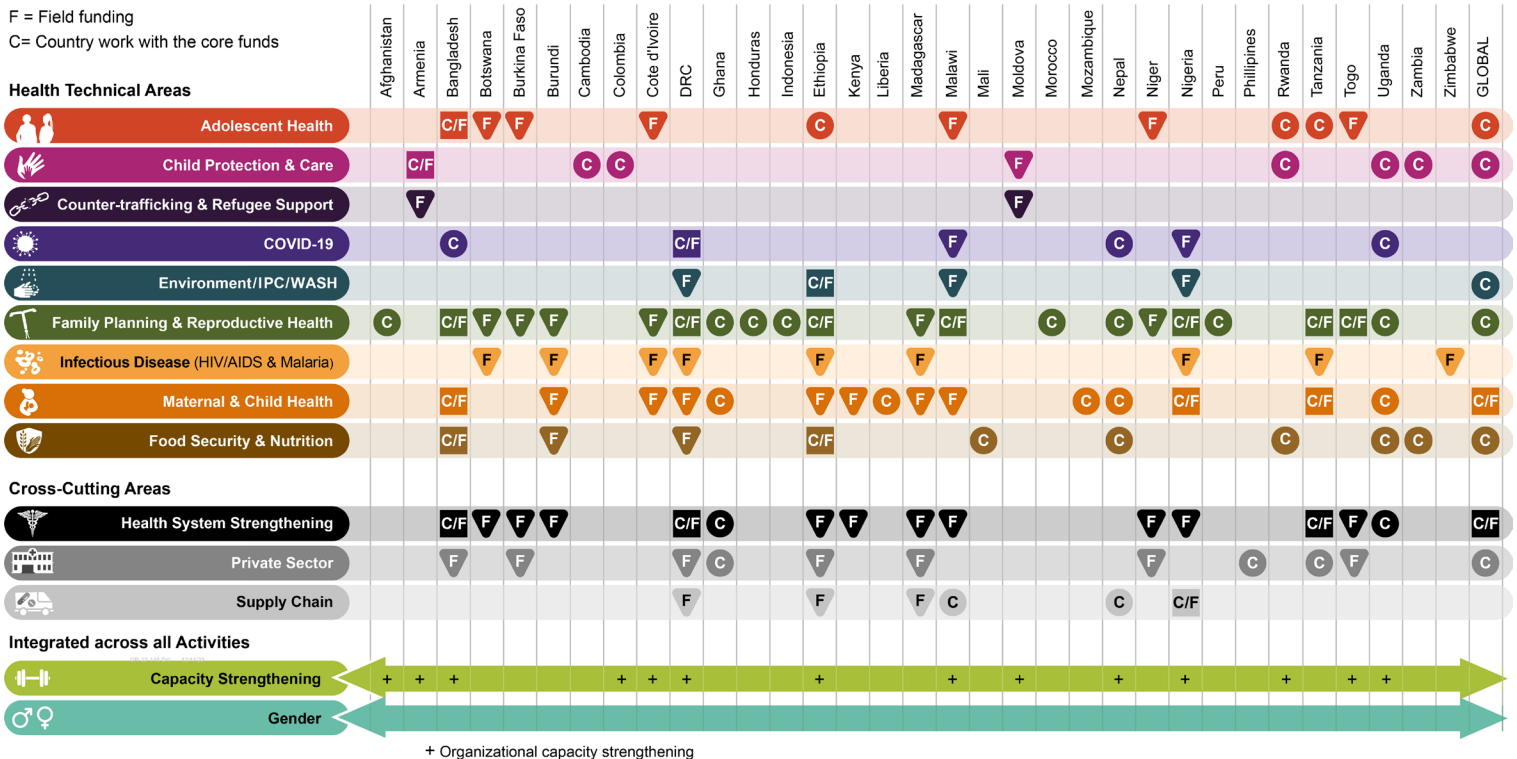 F = Field funding
C= Country work with the core funds
Afghanistan
Armenia
Bangladesh
Botswana
Burkina Faso
Burundi
Cambodia
Colombia
Cote d'Ivoire
DRC
Ghana
Honduras
Indonesia
Ethiopia
Kenya
Liberia
Madagascar
Malawi
Mali
Moldova
Morocco
Mozambique
Nepal
Niger
Nigeria
Peru
Phillipines
Rwanda
Tanzania
Togo
Uganda
Zambia
Zimbabwe
GLOBAL
Health Technical Areas
Adolescent Health C/F F F F C F F C C F C
Child Protection & Care C/F C C F C C C C
Counter-trafficking & Refugee Support F F
COVID-19 C C/F F C F C
Environment/IPC/WASH F C/F F F C
Family Planning & Reproductive Health C C/F F F F F C/F C C C C/F F C/F C C F C/F C C/F C/F C C
Infectious Disease (HIV/AIDS & Malaria) F F F F F F F F F
Maternal & Child Health C/F F F F C F F C F F C C C/F C/F C C/F
Food Security & Nutrition C/F F F C/F C C C C C C
Cross-Cutting Areas
Health System Strengthening C/F F F F C/F C F F F F F F C/F F C C/F
Private Sector F F F C F F F C C F C
Supply Chain F F F C C C/F
Integrated across all Activities
Capacity Strengthening + + + + + + + + + + + + + +
Gender
+ Organizational capacity strengthening